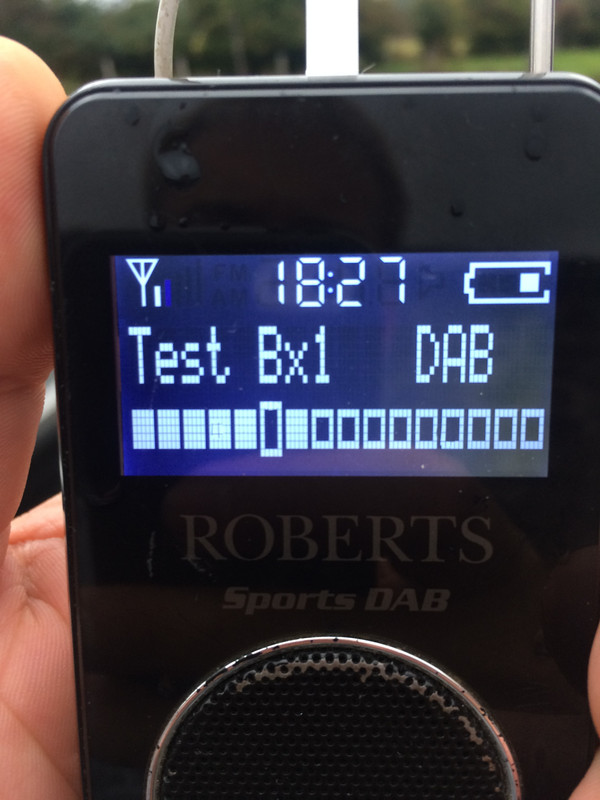 18:27
Test Bx1 DAB
ROBERTS
Sports DAB